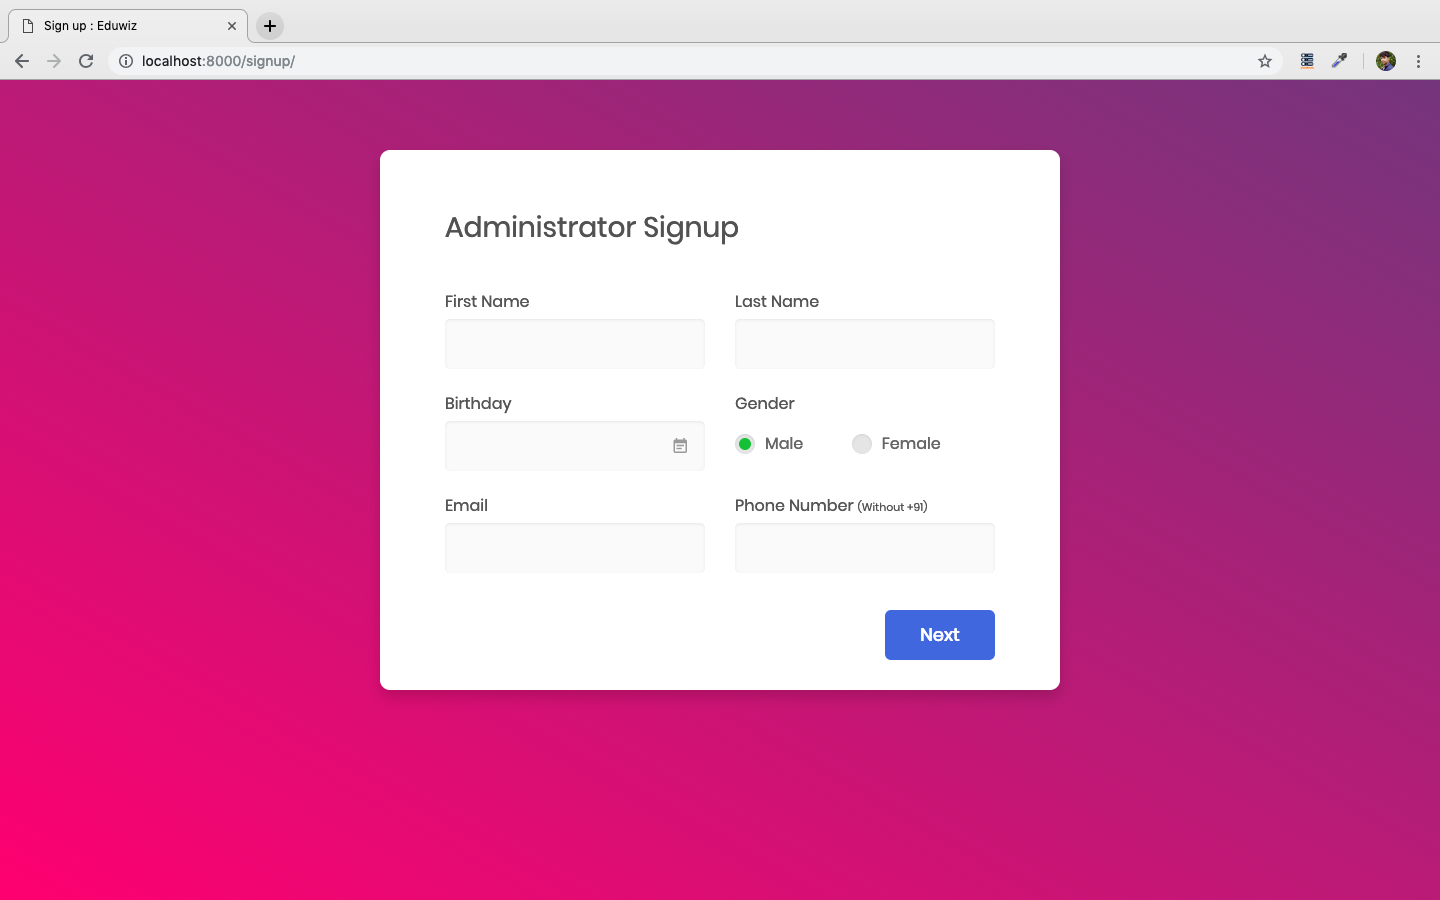 Sign up : Eduwiz
localhost:8000/signup/
Administrator Signup
First Name
Last Name
Birthday
Gender
Male
Female
Email
Phone Number (Without +91)
Next